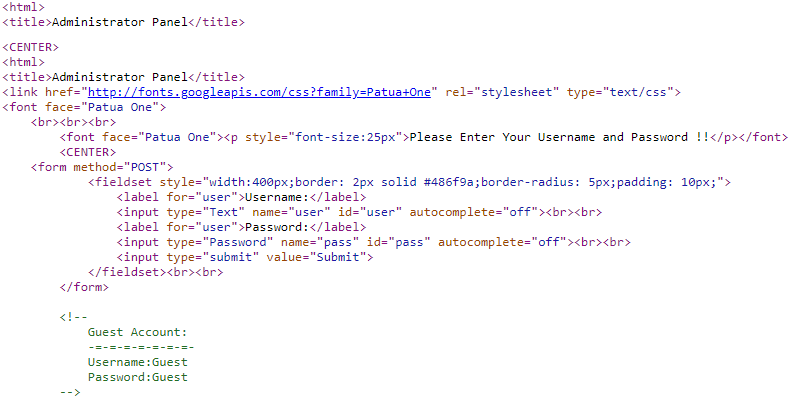 <html>
<title>Administrator Panel</title>
<CENTER>
<html>
<title>Administrator Panel</title>
<link href="http://fonts.googleapis.com/css?family=Patua+One" rel="stylesheet" type="text/css">
<font face="Patua One">
<br><br><br>
<font face="Patua One"><p style="font-size:25px">Please Enter Your Username and Password !!</p></font>
<CENTER>
<form method="POST">
<fieldset style="width:400px;border: 2px solid #486f9a;border-radius: 5px;padding: 10px;">
<label for="user">Username:</label>
<input type="Text" name="user" id="user" autocomplete="off"><br><br>
<label for="user">Password:</label>
<input type="Password" name="pass" id="pass" autocomplete="off"><br><br>
<input type="submit" value="Submit">
</fieldset><br><br>
</form>
<!--
Guest Account:
-=-=-=-=-=-=-=-
Username:Guest
Password:Guest
-->